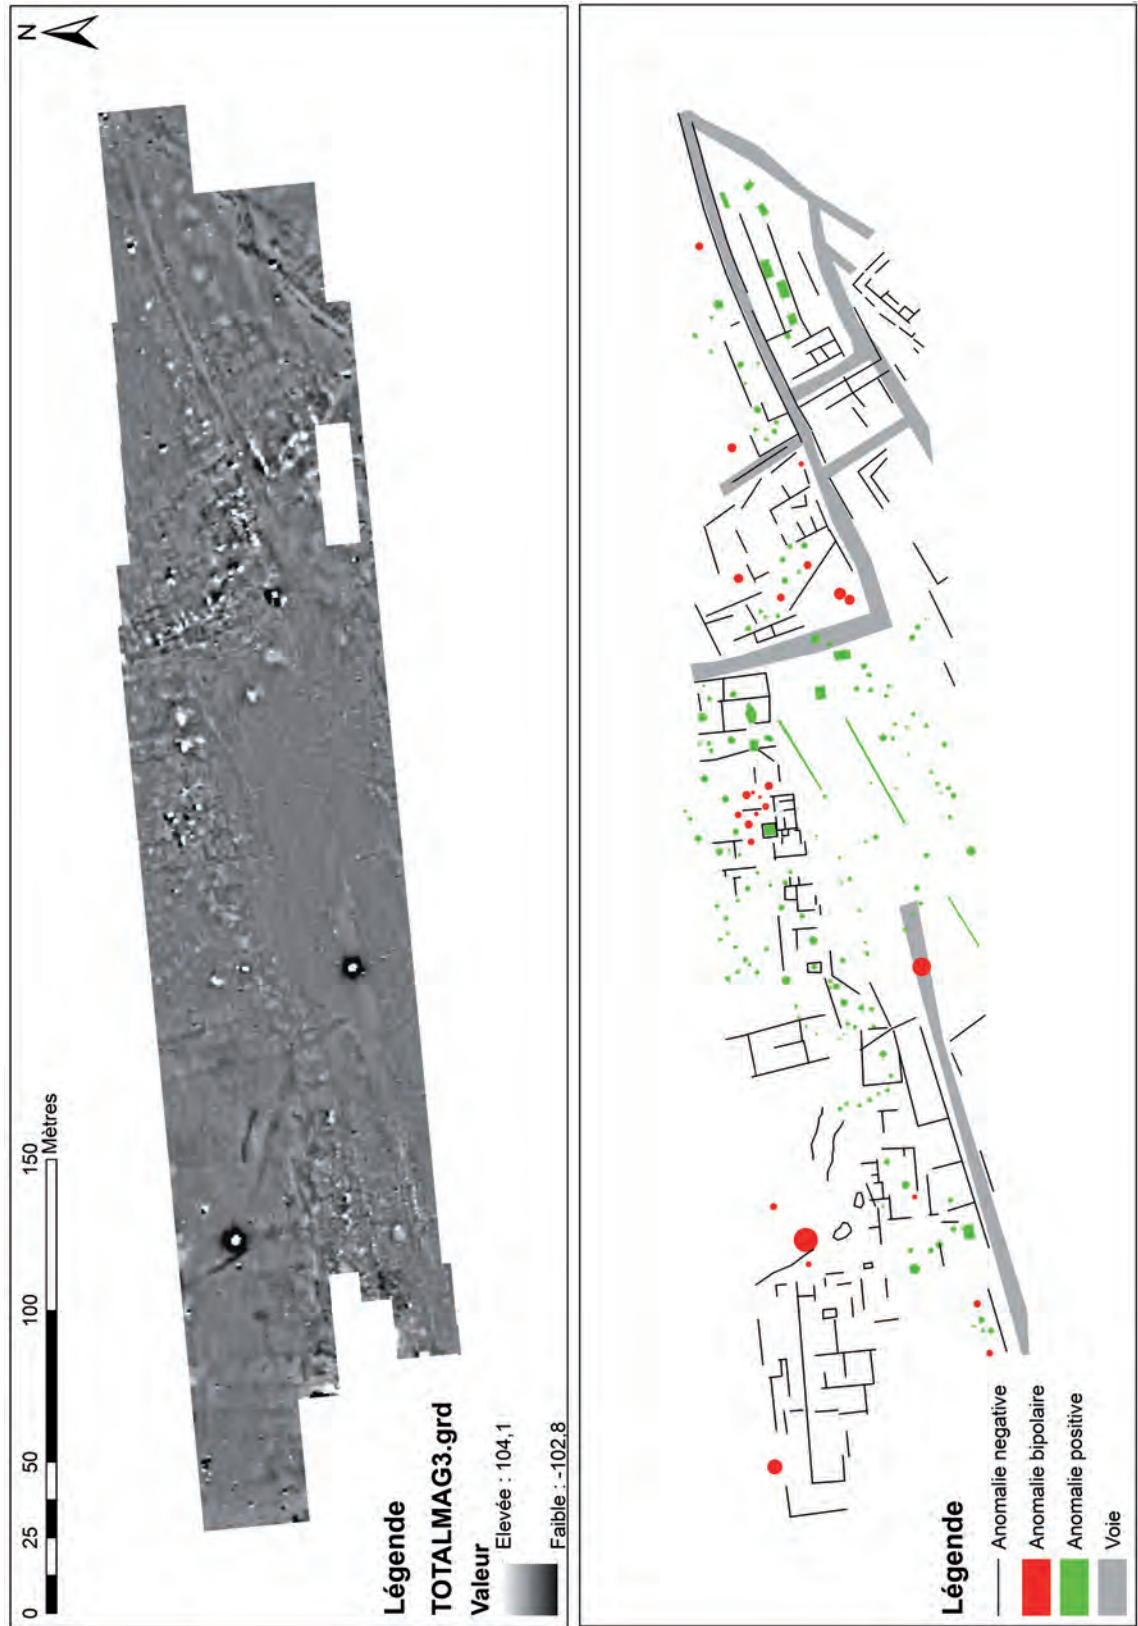 N
0 25 50 100 150
Mètres
Légende
TOTALMAG3.grd
Valeur
Elevée : 104,1
Faible : -102,8
Légende
Anomalie negative
Anomalie bipolaire
Anomalie positive
Voie